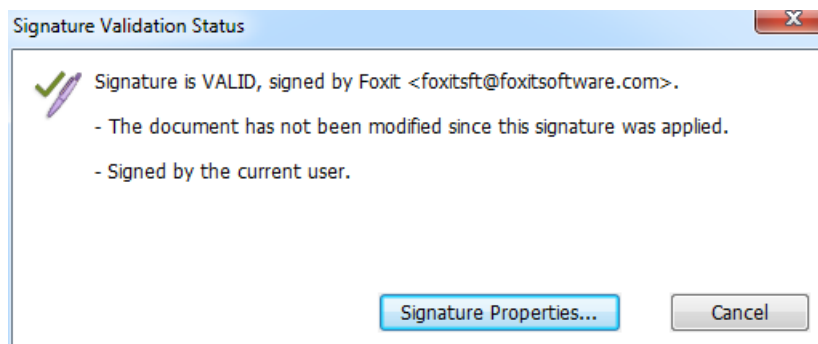 Signature Validation Status
Signature is VALID, signed by Foxit <foxitsft@foxitsoftware.com>.
- The document has not been modified since this signature was applied.
- Signed by the current user.
Signature Properties... Cancel